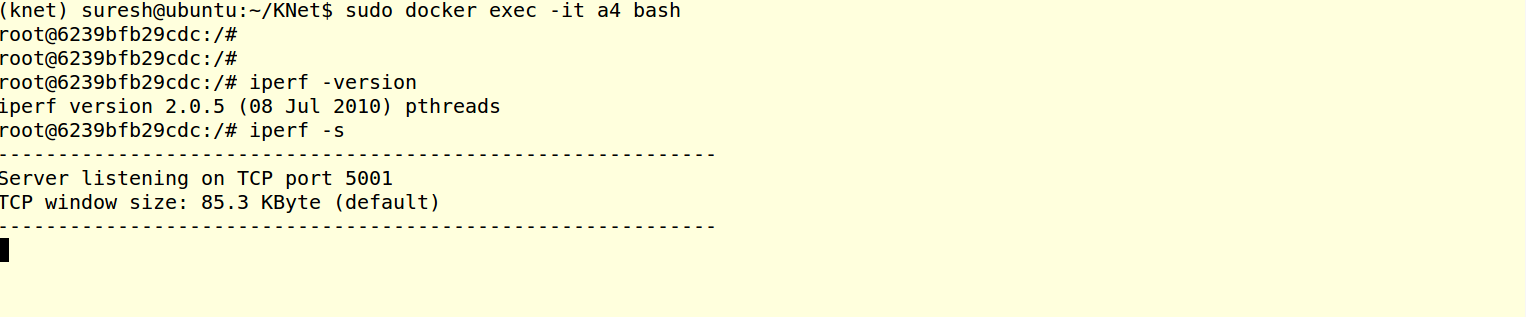 (knet) suresh@ubuntu:~/KNet$ sudo docker exec -it a4 bash
root@6239bfb29cdc:/#
root@6239bfb29cdc:/#
root@6239bfb29cdc:/# iperf -version
iperf version 2.0.5 (08 Jul 2010) pthreads
root@6239bfb29cdc:/# iperf -s
------------------------------------------------------------
Server listening on TCP port 5001
TCP window size: 85.3 KByte (default)
------------------------------------------------------------